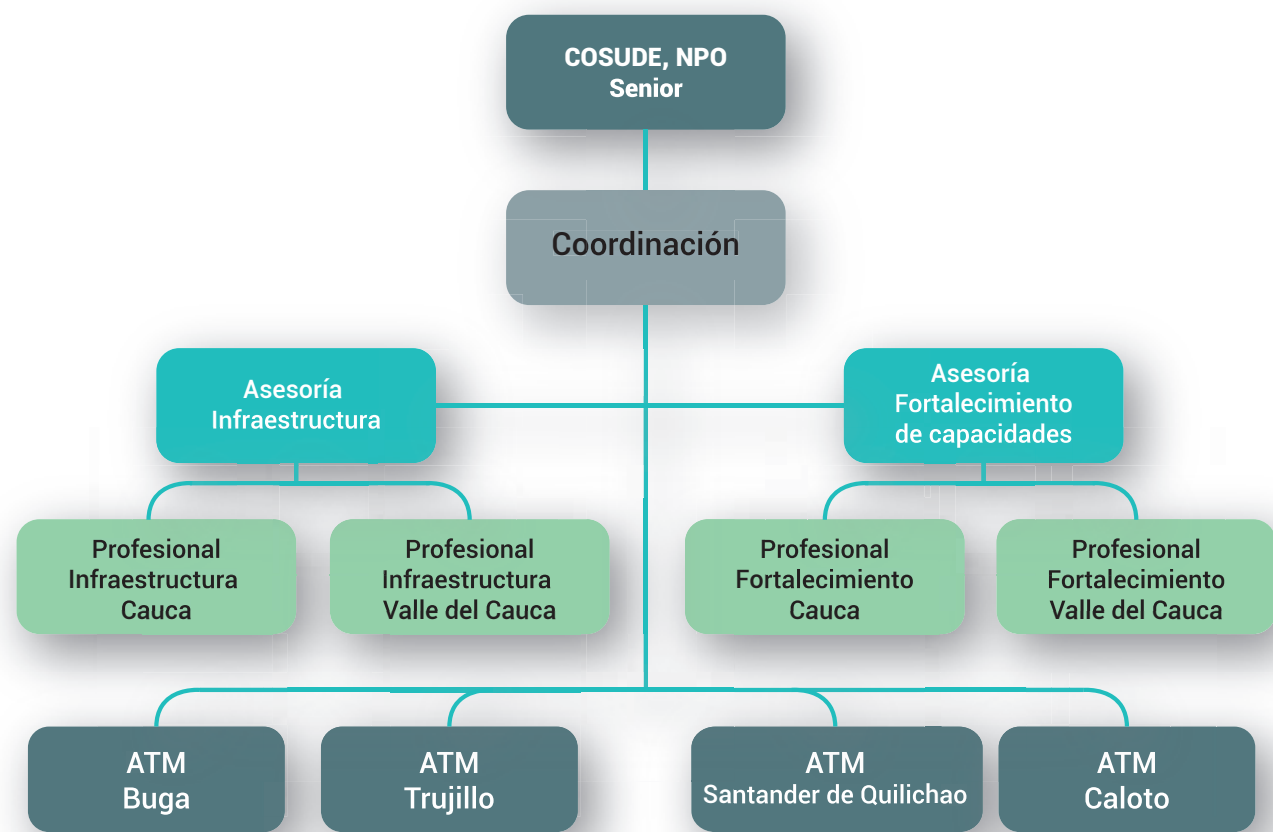 COSUDE, NPO
Senior
Coordinación
Asesoría
Infraestructura
Asesoría
Fortalecimiento
de capacidades
Profesional
Infraestructura
Cauca
Profesional
Infraestructura
Valle del Cauca
Profesional
Fortalecimiento
Cauca
Profesional
Fortalecimiento
Valle del Cauca
ATM
Buga
ATM
Trujillo
ATM
Santander de Quilichao
ATM
Caloto